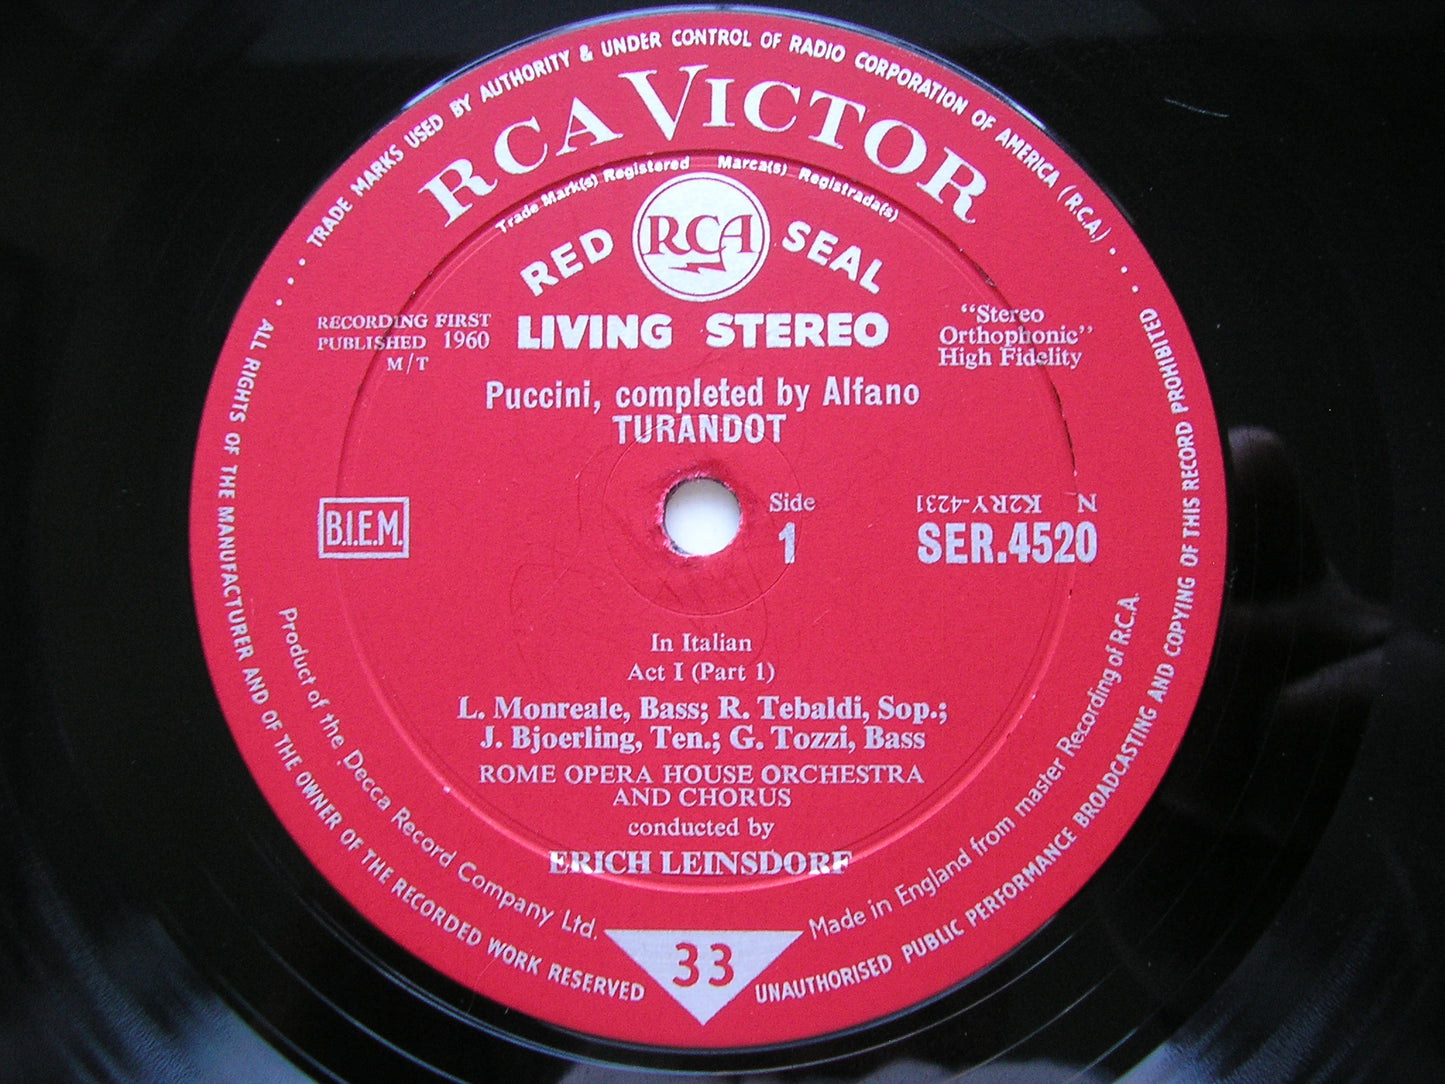 TRADE MARKS USED BY AUTHORITY & UNDER CONTROL OF RADIO CORPORATION OF AMERICA (R.C.A.)
RCA VICTOR
Trade Mark(s) Registered Marca(s) Registrada(s)
RED RCA SEAL
LIVING STEREO
RECORDING FIRST
PUBLISHED 1960
M/T
"Stereo
Orthophonic"
High Fidelity
Puccini, completed by Alfano
TURANDOT
B.I.E.M.
Side
1
N K2RY-4231
SER.4520
In Italian
Act I (Part 1)
L. Monreale, Bass; R. Tebaldi, Sop.;
J. Bjoerling, Ten.; G. Tozzi, Bass
ROME OPERA HOUSE ORCHESTRA
AND CHORUS
conducted by
ERICH LEINSDORF
Product of the Decca Record Company Ltd.
33
Made in England from master Recording of R.C.A.
ALL RIGHTS OF THE MANUFACTURER AND OF THE OWNER OF THE RECORDED WORK RESERVED
UNAUTHORISED PUBLIC PERFORMANCE BROADCASTING AND COPYING OF THIS RECORD PROHIBITED